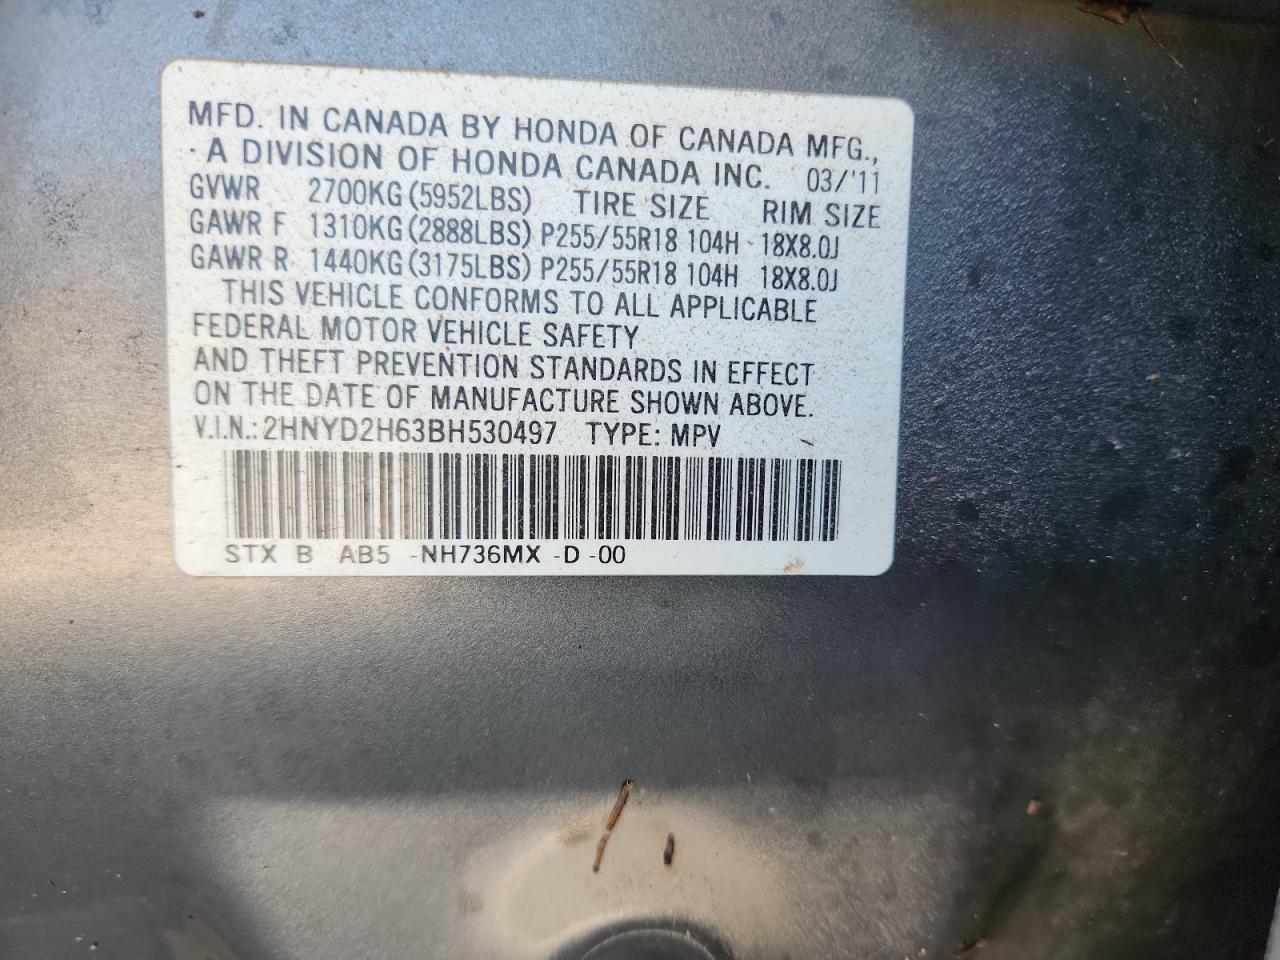 MFD. IN CANADA BY HONDA OF CANADA MFG.,
A DIVISION OF HONDA CANADA INC. 03/'11
GVWR 2700KG(5952LBS) TIRE SIZE RIM SIZE
GAWR F 1310KG(2888LBS) P255/55R18 104H 18X8.0J
GAWR R 1440KG(3175LBS) P255/55R18 104H 18X8.0J
THIS VEHICLE CONFORMS TO ALL APPLICABLE
FEDERAL MOTOR VEHICLE SAFETY
AND THEFT PREVENTION STANDARDS IN EFFECT
ON THE DATE OF MANUFACTURE SHOWN ABOVE.
V.I.N.: 2HNYD2H63BH530497 TYPE: MPV
STX B AB5 -NH736MX -D -00